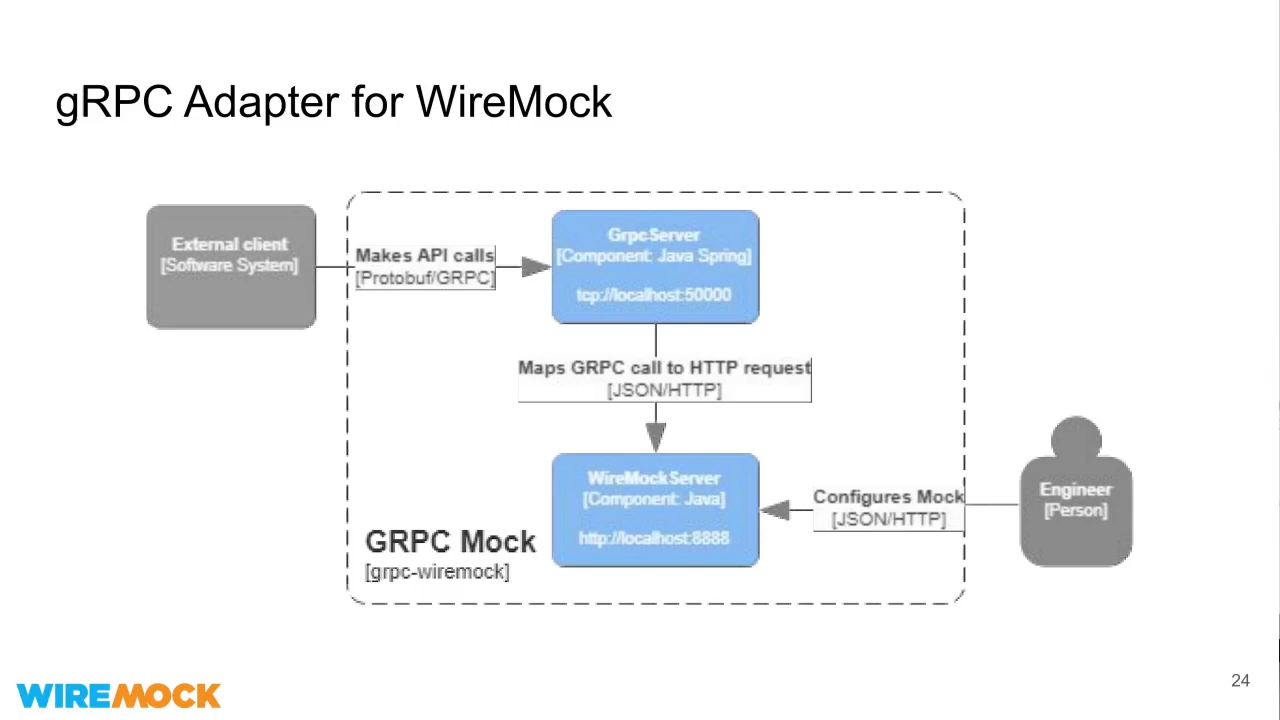 gRPC Adapter for WireMock
External client
[Software System]
Makes API calls
[Protobuf/GRPC]
GrpcServer
[Component: Java Spring]
tcp://localhost:50000
Maps GRPC call to HTTP request
[JSON/HTTP]
WireMockServer
[Component: Java]
http://localhost:8888
Configures Mock
[JSON/HTTP]
Engineer
[Person]
GRPC Mock
[grpc-wiremock]
WIREMOCK
24